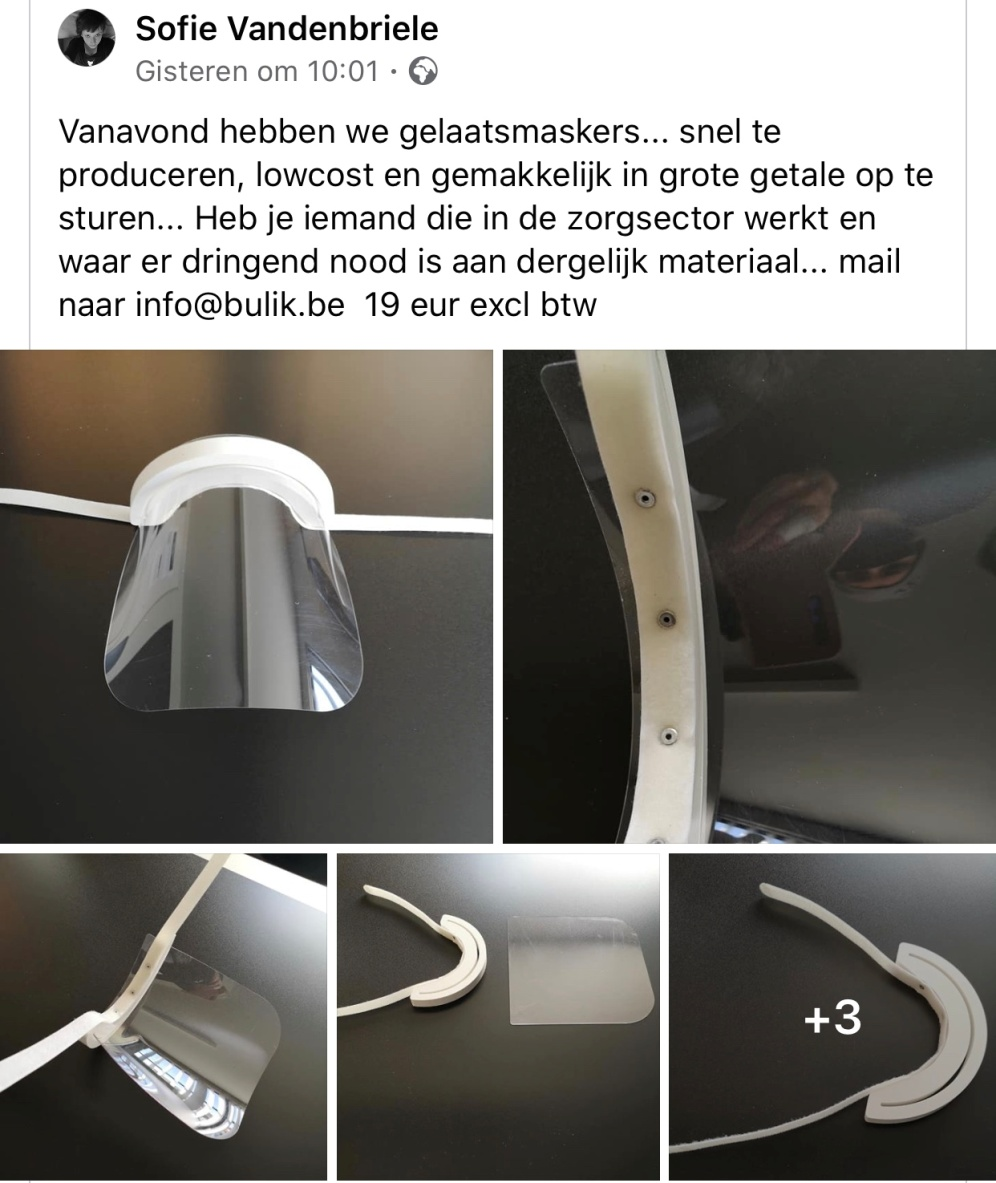 Sofie Vandenbriele
Gisteren om 10:01 ·
Vanavond hebben we gelaatsmaskers... snel te
produceren, lowcost en gemakkelijk in grote getale op te
sturen... Heb je iemand die in de zorgsector werkt en
waar er dringend nood is aan dergelijk materiaal... mail
naar info@bulik.be  19 eur excl btw
+3